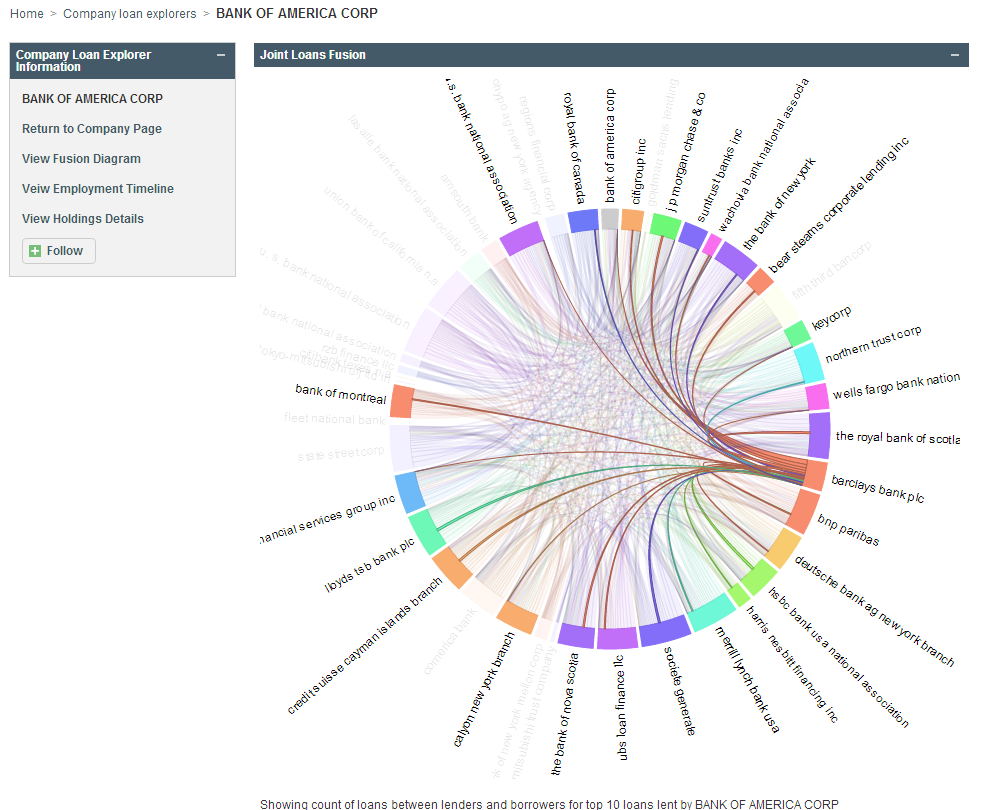 Home > Company loan explorers > BANK OF AMERICA CORP
Company Loan Explorer
Information
BANK OF AMERICA CORP
Return to Company Page
View Fusion Diagram
Veiw Employment Timeline
View Holdings Details
Follow
Joint Loans Fusion
royal bank of canada
bank of america corp
citigroup inc
goldman sachs lending
j p morgan chase & co
suntrust banks inc
wachovia bank national associa
the bank of new york
bear stearns corporate lending inc
fifth third bancorp
keycorp
northern trust corp
wells fargo bank nation
the royal bank of scotla
barclays bank plc
bnp paribas
deutsche bank ag new york branch
hsbc bank usa national association
harris nesbitt financing inc
merrill lynch bank usa
societe generale
ubs loan finance llc
the bank of nova scotia
mitsubishi trust company
k of new york mellon corp
calyon new york branch
comerica bank
credit suisse cayman islands branch
lloyds tsb bank plc
nancial services group inc
state street corp
fleet national bank
bank of montreal
bank national association
u. s. bank national association
union bank of california n.a
lasalle bank national association
.s. bank national association
regions financial corp
Showing count of loans between lenders and borrowers for top 10 loans lent by BANK OF AMERICA CORP